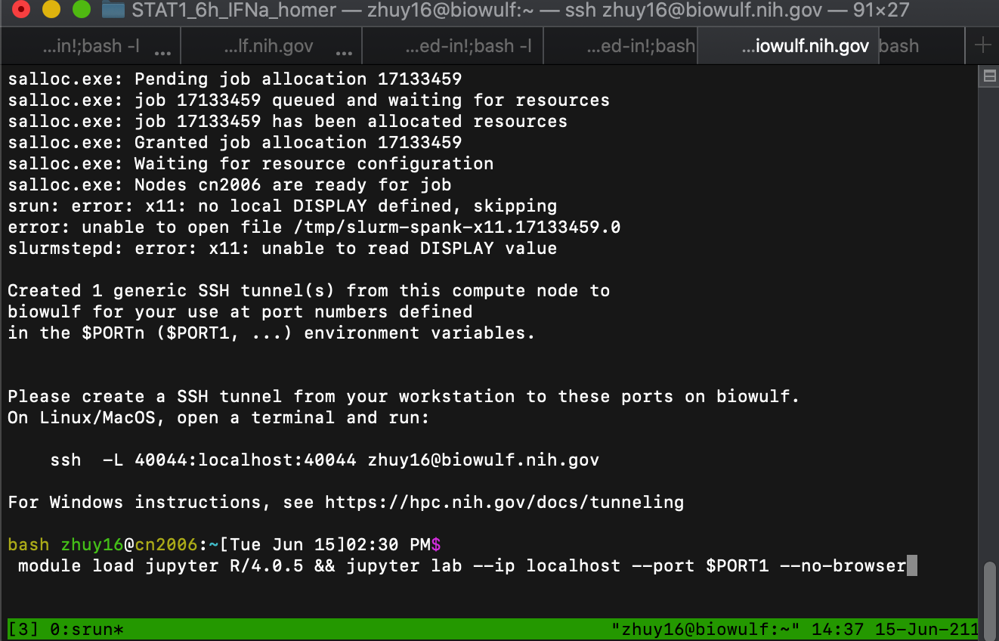 STAT1_6h_IFNa_homer — zhuy16@biowulf:~ — ssh zhuy16@biowulf.nih.gov — 91×27
...in!;bash -l ... ...lf.nih.gov ... ...ed-in!;bash -l ...ed-in!;bash ...iowulf.nih.gov bash +
salloc.exe: Pending job allocation 17133459
salloc.exe: job 17133459 queued and waiting for resources
salloc.exe: job 17133459 has been allocated resources
salloc.exe: Granted job allocation 17133459
salloc.exe: Waiting for resource configuration
salloc.exe: Nodes cn2006 are ready for job
srun: error: x11: no local DISPLAY defined, skipping
error: unable to open file /tmp/slurm-spank-x11.17133459.0
slurmstepd: error: x11: unable to read DISPLAY value
Created 1 generic SSH tunnel(s) from this compute node to
biowulf for your use at port numbers defined
in the $PORTn ($PORT1, ...) environment variables.
Please create a SSH tunnel from your workstation to these ports on biowulf.
On Linux/MacOS, open a terminal and run:
ssh  -L 40044:localhost:40044 zhuy16@biowulf.nih.gov
For Windows instructions, see https://hpc.nih.gov/docs/tunneling
bash zhuy16@cn2006:~[Tue Jun 15]02:30 PM$
module load jupyter R/4.0.5 && jupyter lab --ip localhost --port $PORT1 --no-browser
[3] 0:srun* "zhuy16@biowulf:~" 14:37 15-Jun-211